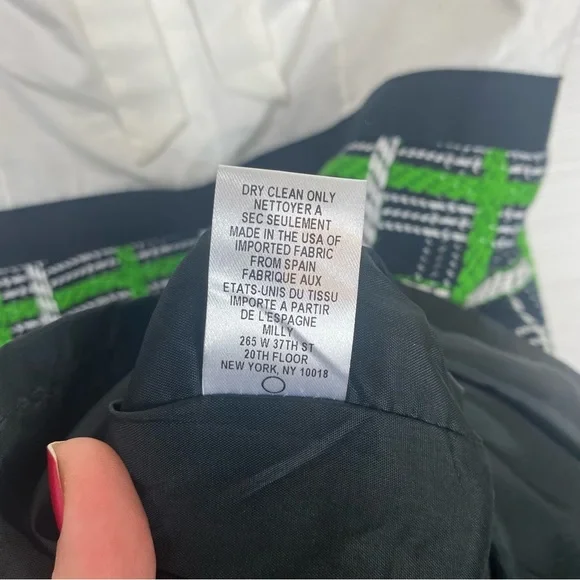 DRY CLEAN ONLY
NETTOYER A
SEC SEULEMENT
MADE IN THE USA OF
IMPORTED FABRIC
FROM SPAIN
FABRIQUE AUX
ETATS-UNIS DU TISSU
IMPORTE A PARTIR
DE L'ESPAGNE
MILLY
265 W 37TH ST
20TH FLOOR
NEW YORK, NY 10018